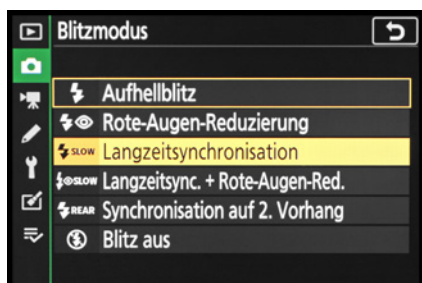 Blitzmodus
Aufhellblitz
Rote-Augen-Reduzierung
SLOW Langzeitsynchronisation
SLOW Langzeitsync. + Rote-Augen-Red.
REAR Synchronisation auf 2. Vorhang
Blitz aus